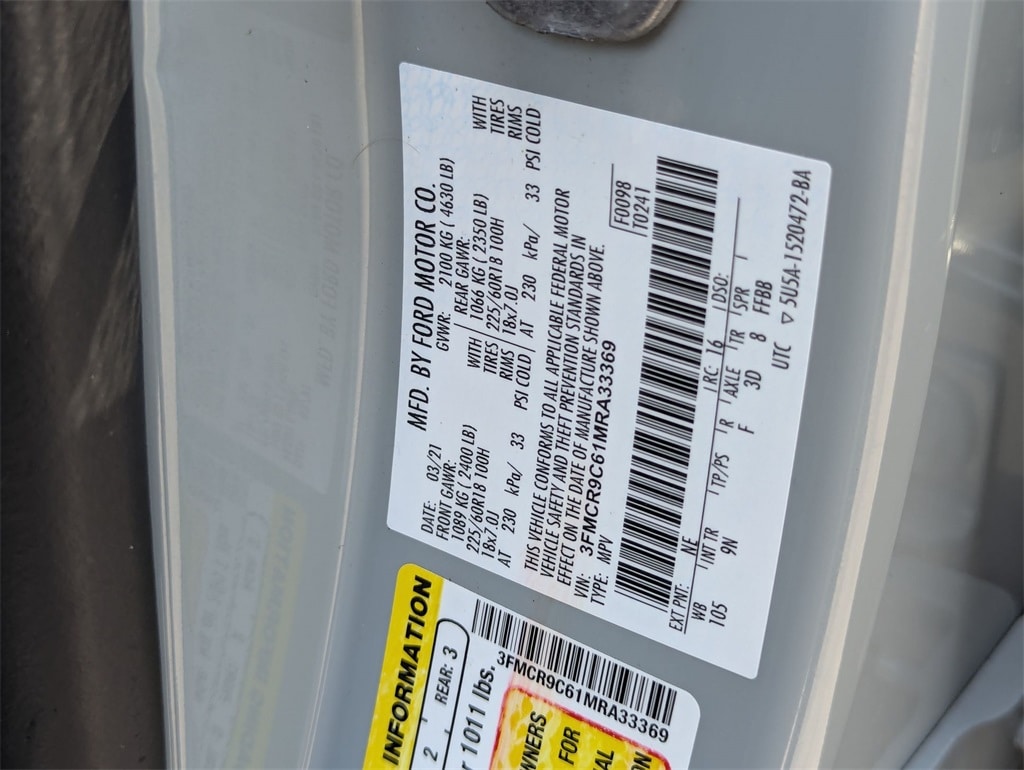 MFD. BY FORD MOTOR CO.
DATE: 03/21 GVWR: 2100 KG ( 4630 LB)
FRONT GAWR: REAR GAWR:
1089 KG ( 2400 LB) WITH 1066 KG ( 2350 LB) WITH
225/60R18 100H TIRES 225/60R18 100H TIRES
18x7.0J RIMS 18x7.0J RIMS
AT 230 kPa/ 33 PSI COLD AT 230 kPa/ 33 PSI COLD
THIS VEHICLE CONFORMS TO ALL APPLICABLE FEDERAL MOTOR
VEHICLE SAFETY AND THEFT PREVENTION STANDARDS IN
EFFECT ON THE DATE OF MANUFACTURE SHOWN ABOVE.
VIN: 3FMCR9C61MRA33369
TYPE: MPV
F0098
T0241
EXT PNT: NE RC: 16 DSO:
WB INT TR TP/PS R AXLE TR SPR
105 9N F 3D 8 FFBB
UTC ▽ 5U5A-1520472-BA
INFORMATION
2 REAR: 3
1011 lbs.
3FMCR9C61MRA33369
FOR